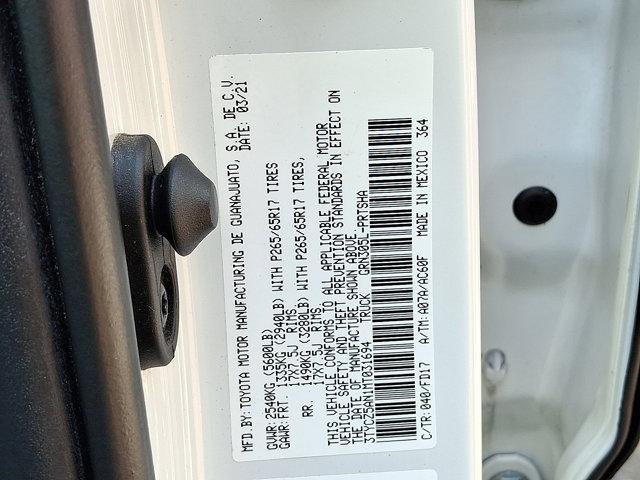 MFD. BY: TOYOTA MOTOR MANUFACTURING DE GUANAJUATO, S.A. DE C.V.
DATE: 03/21
GVWR: 2540KG (5600LB)
GAWR: FRT. 1335KG (2940LB) WITH P265/65R17 TIRES
17X7.5J RIMS
RR. 1490KG (3280LB) WITH P265/65R17 TIRES,
17X7.5J RIMS
THIS VEHICLE CONFORMS TO ALL APPLICABLE FEDERAL MOTOR
VEHICLE SAFETY AND THEFT PREVENTION STANDARDS IN EFFECT ON
THE DATE OF MANUFACTURE SHOWN ABOVE.
3TYCZ5AN1MT031694 TRUCK GRN305L-PRTSHA
C/TR: 040/FD17 A/TM: A07A/AC60F MADE IN MEXICO 364